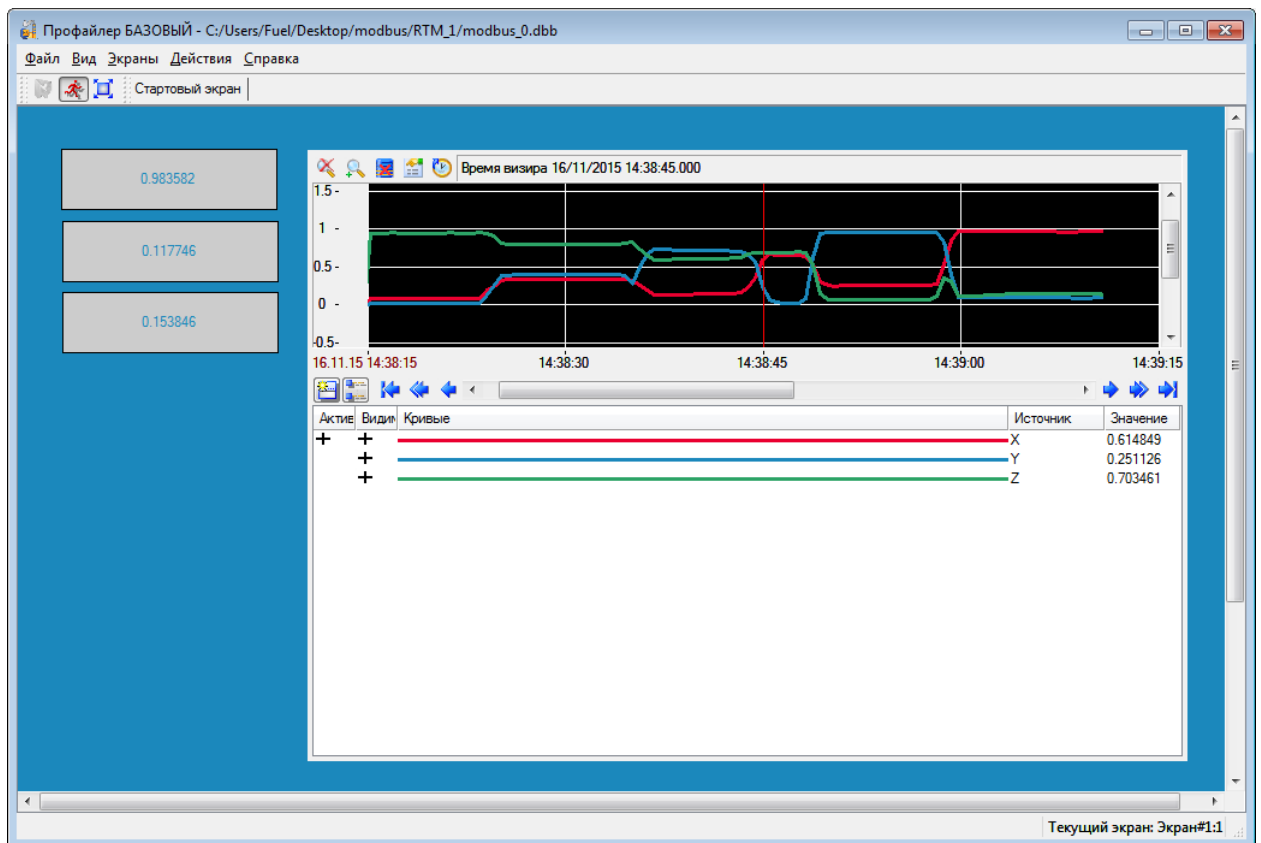 Профайлер БАЗОВЫЙ - C:/Users/Fuel/Desktop/modbus/RTM_1/modbus_0.dbb
Файл Вид Экраны Действия Справка
Стартовый экран
0.983582
0.117746
0.153846
Время визира 16/11/2015 14:38:45.000
1.5 -
1 -
0.5 -
0 -
-0.5-
16.11.15 14:38:15 14:38:30 14:38:45 14:39:00 14:39:15
Актив Видим Кривые Источник Значение
X 0.614849
Y 0.251126
Z 0.703461
Текущий экран: Экран#1:1